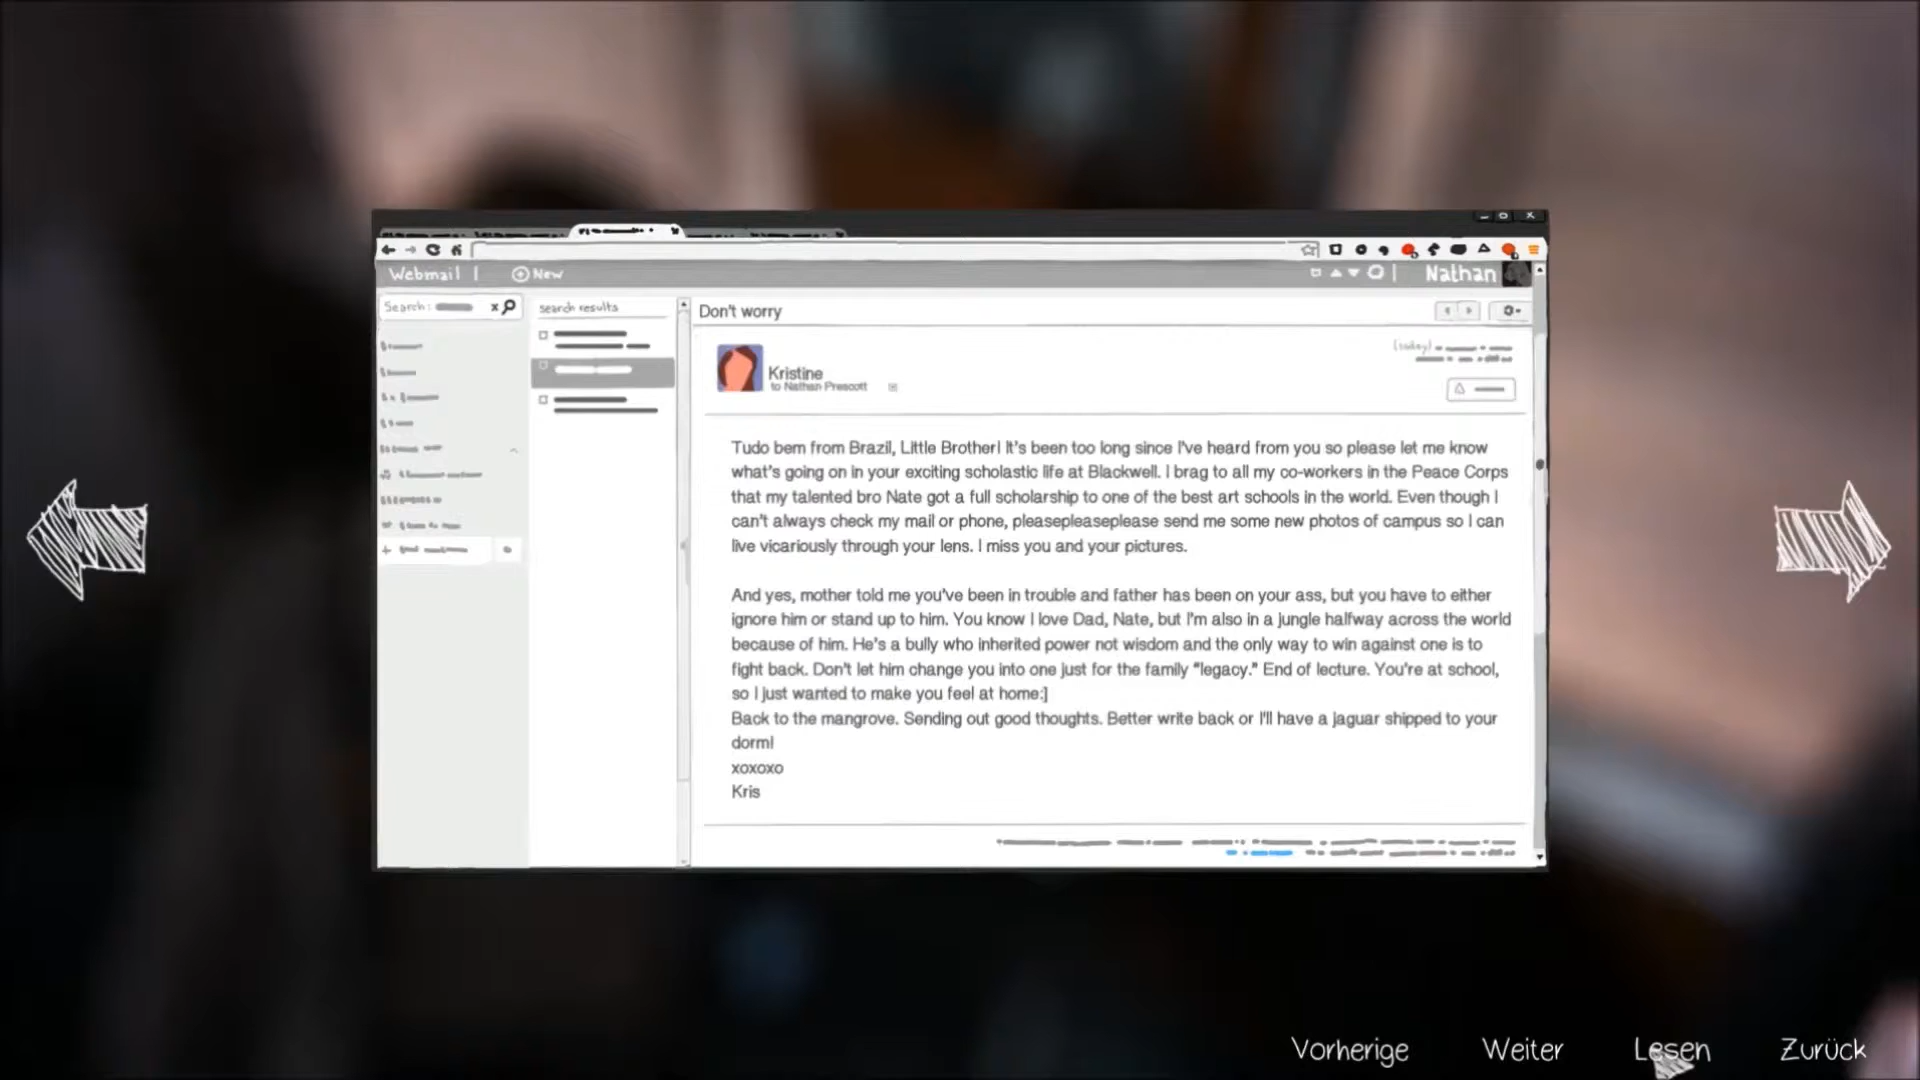 Webmail |
New
Nathan
Search:
search results
Don't worry
(today)
Kristine
to Nathan Prescott
Tudo bem from Brazil, Little Brother! It's been too long since I've heard from you so please let me know
what's going on in your exciting scholastic life at Blackwell. I brag to all my co-workers in the Peace Corps
that my talented bro Nate got a full scholarship to one of the best art schools in the world. Even though I
can't always check my mail or phone, pleasepleaseplease send me some new photos of campus so I can
live vicariously through your lens. I miss you and your pictures.
And yes, mother told me you've been in trouble and father has been on your ass, but you have to either
ignore him or stand up to him. You know I love Dad, Nate, but I'm also in a jungle halfway across the world
because of him. He's a bully who inherited power not wisdom and the only way to win against one is to
fight back. Don't let him change you into one just for the family "legacy." End of lecture. You're at school,
so I just wanted to make you feel at home:]
Back to the mangrove. Sending out good thoughts. Better write back or I'll have a jaguar shipped to your
dorm!
xoxoxo
Kris
Vorherige
Weiter
Lesen
Zurück